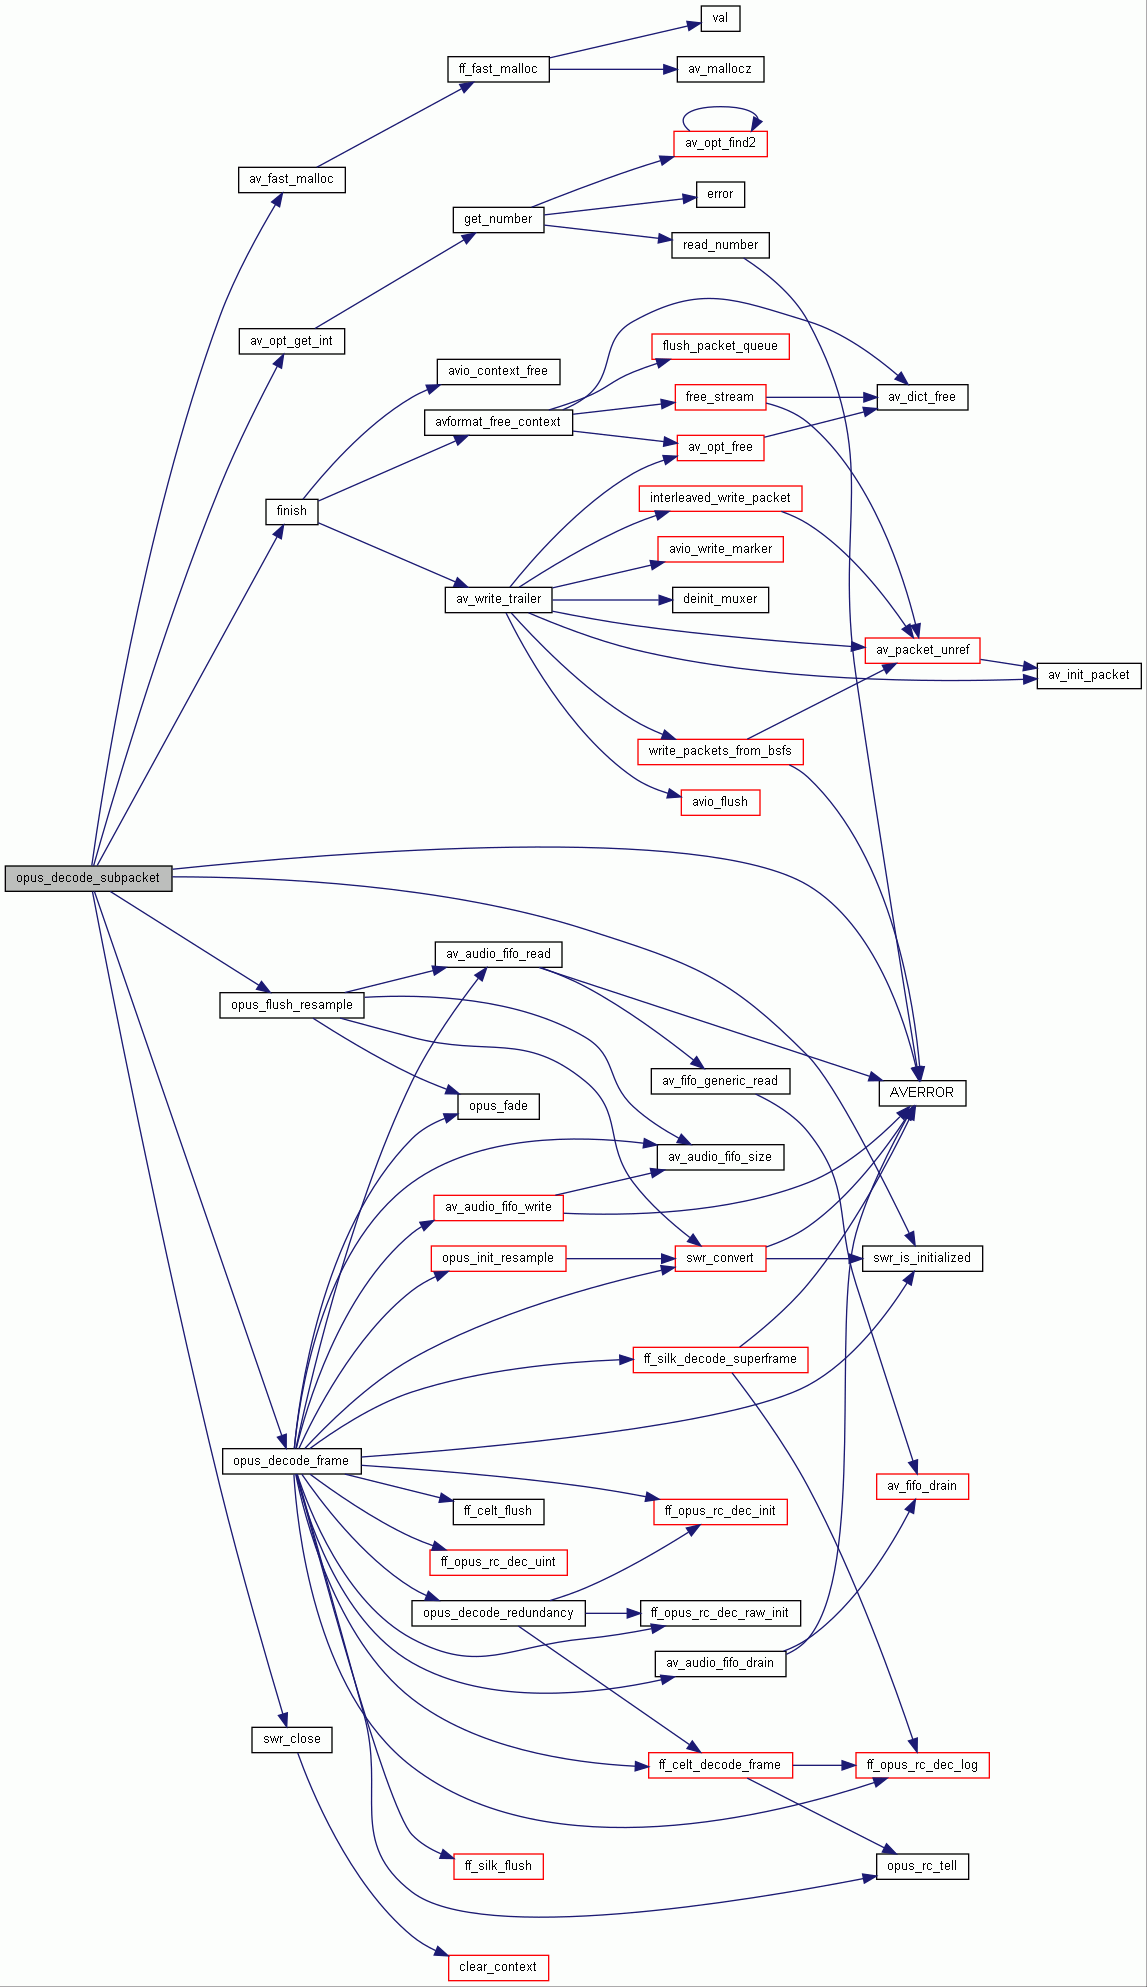 val
ff_fast_malloc
av_mallocz
av_opt_find2
av_fast_malloc
error
get_number
read_number
av_opt_get_int
flush_packet_queue
avio_context_free
free_stream
av_dict_free
avformat_free_context
av_opt_free
interleaved_write_packet
finish
avio_write_marker
av_write_trailer
deinit_muxer
av_packet_unref
av_init_packet
write_packets_from_bsfs
avio_flush
opus_decode_subpacket
av_audio_fifo_read
opus_flush_resample
av_fifo_generic_read
AVERROR
opus_fade
av_audio_fifo_size
av_audio_fifo_write
opus_init_resample
swr_convert
swr_is_initialized
ff_silk_decode_superframe
opus_decode_frame
av_fifo_drain
ff_celt_flush
ff_opus_rc_dec_init
ff_opus_rc_dec_uint
opus_decode_redundancy
ff_opus_rc_dec_raw_init
av_audio_fifo_drain
swr_close
ff_celt_decode_frame
ff_opus_rc_dec_log
ff_silk_flush
opus_rc_tell
clear_context